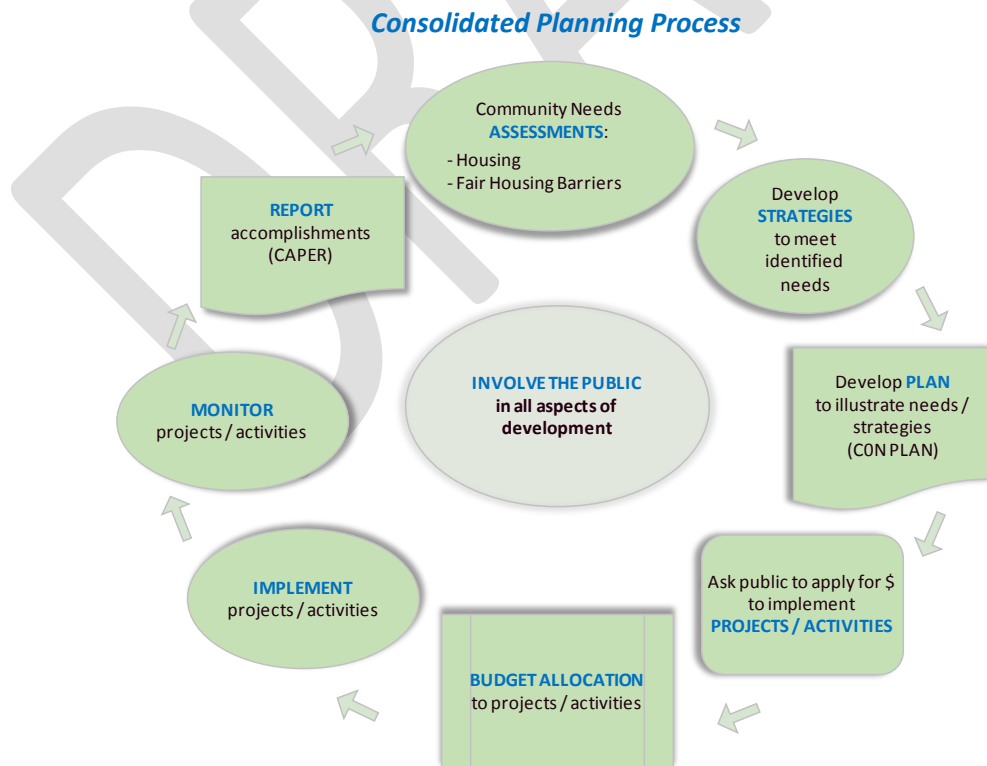 Consolidated Planning Process
Community Needs
ASSESSMENTS:
- Housing
- Fair Housing Barriers
Develop
STRATEGIES
to meet
identified
needs
Develop PLAN
to illustrate needs /
strategies
(C0N PLAN)
Ask public to apply for $
to implement
PROJECTS / ACTIVITIES
BUDGET ALLOCATION
to projects / activities
IMPLEMENT
projects / activities
MONITOR
projects / activities
REPORT
accomplishments
(CAPER)
INVOLVE THE PUBLIC
in all aspects of
development